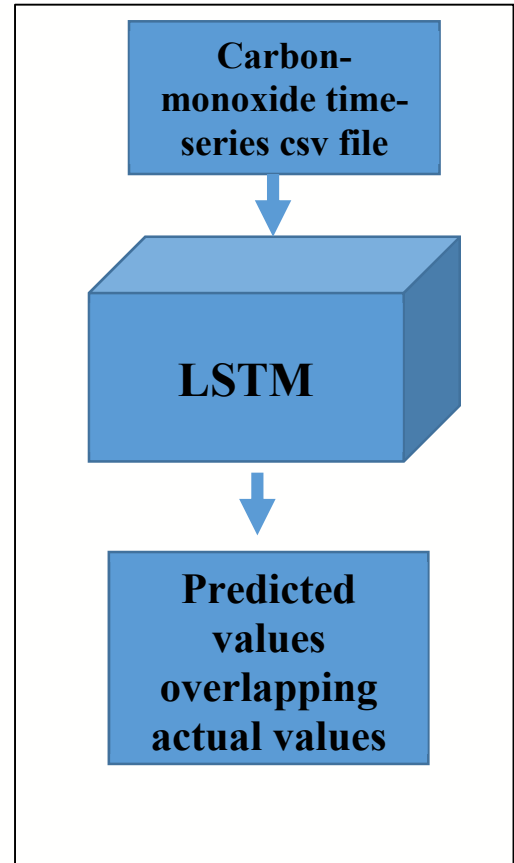 Carbon-
monoxide time-
series csv file
LSTM
Predicted
values
overlapping
actual values